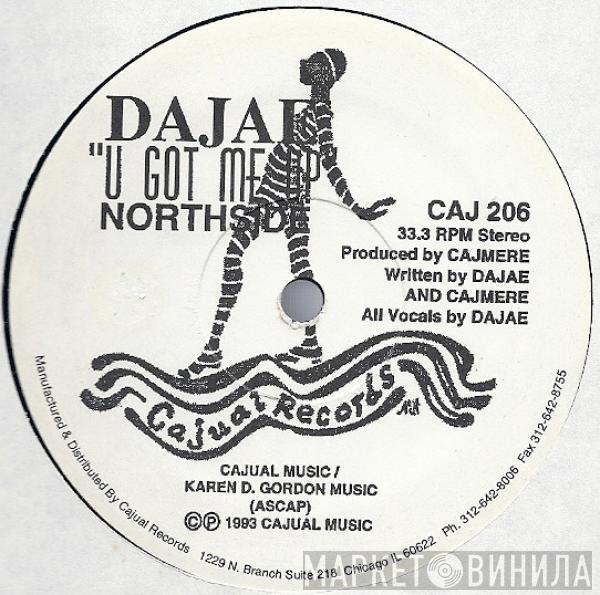 DAJAE
"U GOT ME UP"
NORTHSIDE
CAJ 206
33.3 RPM Stereo
Produced by CAJMERE
Written by DAJAE
AND CAJMERE
All Vocals by DAJAE
Cajual Records
CAJUAL MUSIC /
KAREN D. GORDON MUSIC
(ASCAP)
©℗ 1993 CAJUAL MUSIC
Manufactured & Distributed By Cajual Records 1229 N. Branch Suite 218 Chicago IL 60622 Ph. 312-642-8006 Fax 312-642-8755
МАРКЕТ ВИНИЛА